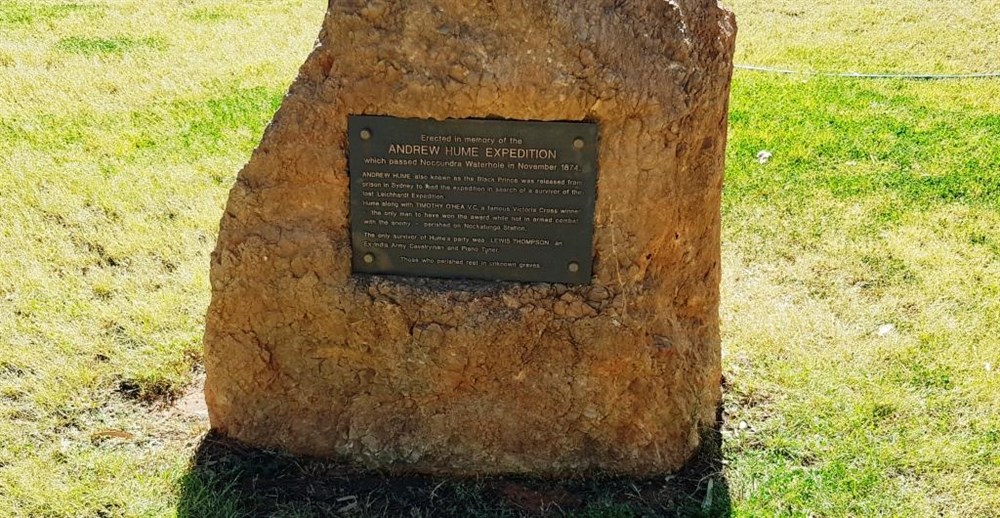 Erected in memory of the
ANDREW HUME EXPEDITION
which passed Noccundra Waterhole in November 1874
ANDREW HUME also known as the Black Prince was released from
prison in Sydney to lead the expedition in search of a survivor of the
lost Leichhardt Expedition.
Hume along with TIMOTHY O'HEA V.C. a famous Victoria Cross winner
- the only man to have won the award while not in armed combat
with the enemy - perished on Nockatunga Station.
The only survivor of Hume's party was LEWIS THOMPSON an
Ex-India Army Cavalryman and Piano Tuner.
Those who perished rest in unknown graves